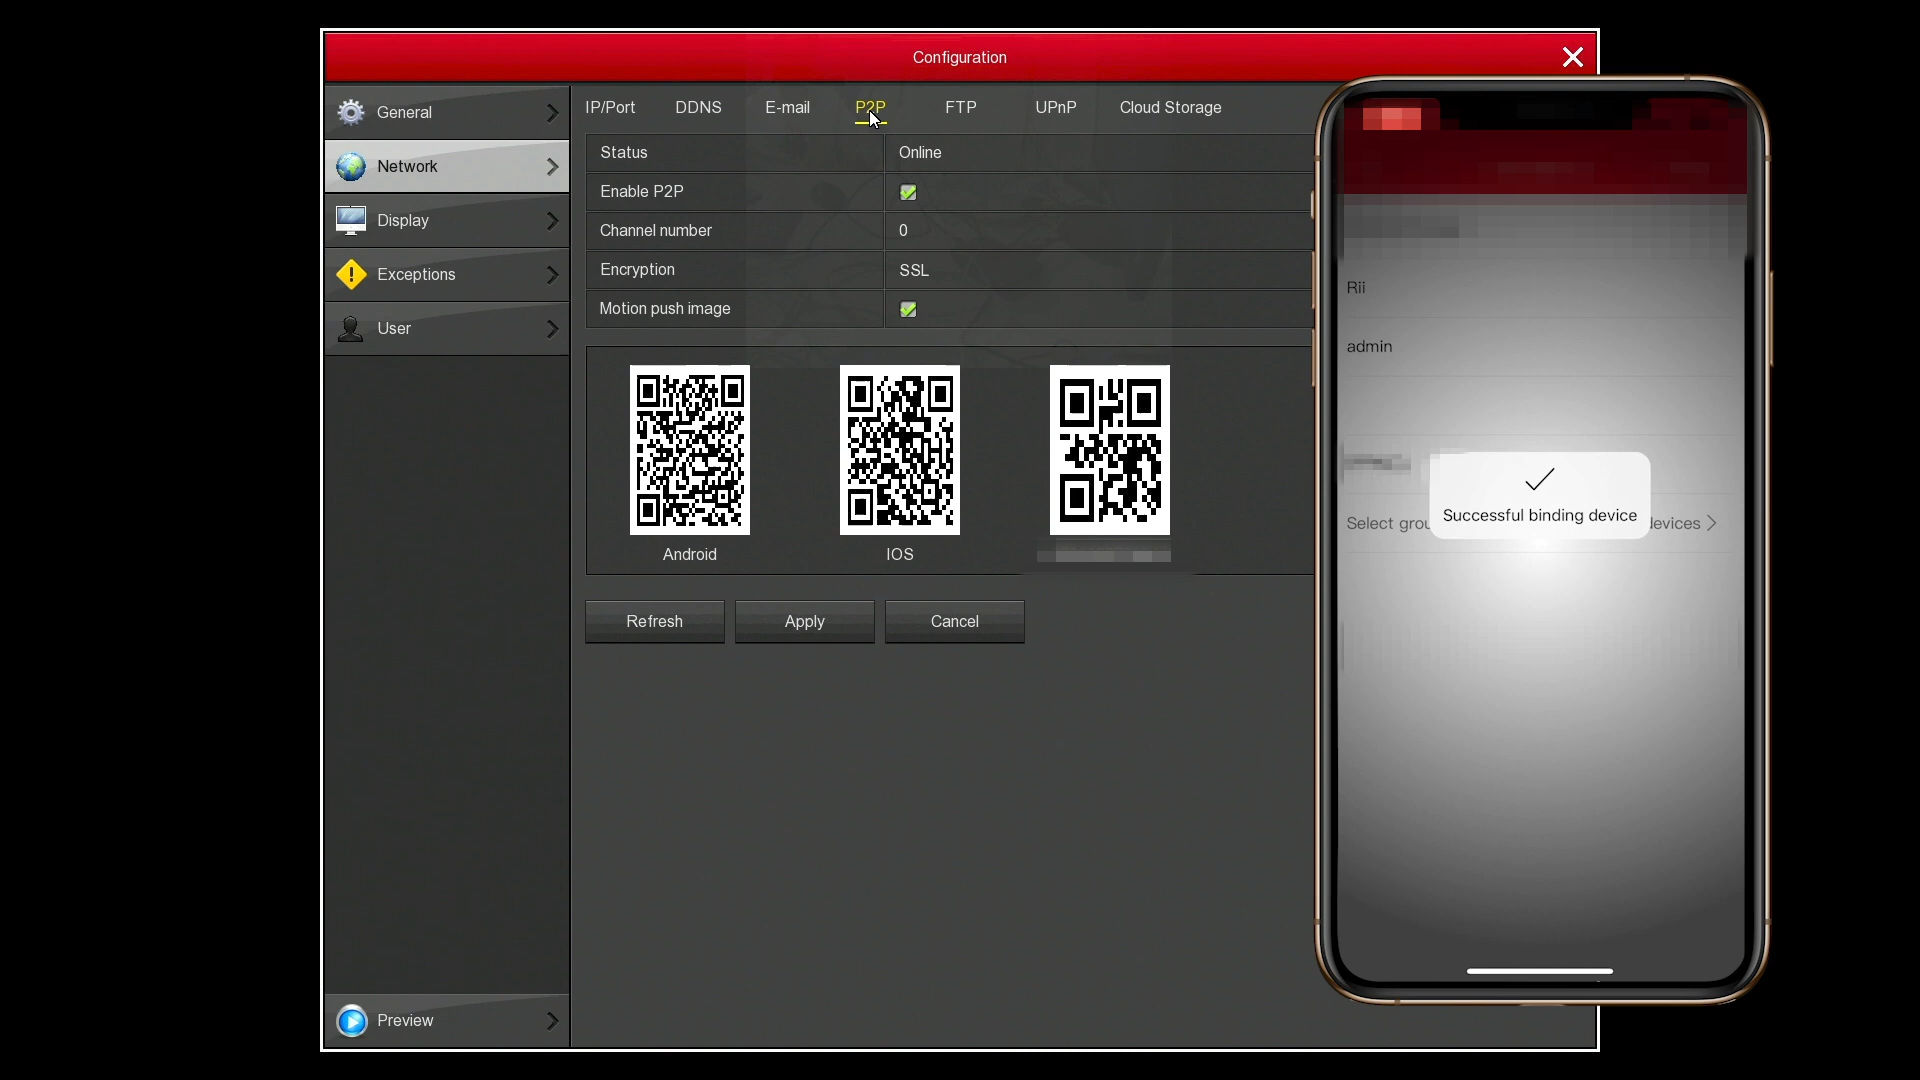 Configuration
General
Network
Display
Exceptions
User
Preview
IP/Port DDNS E-mail P2P FTP UPnP Cloud Storage
Status Online
Enable P2P
Channel number 0
Encryption SSL
Motion push image
Android IOS
Refresh Apply Cancel
Rii
admin
Successful binding device
Select